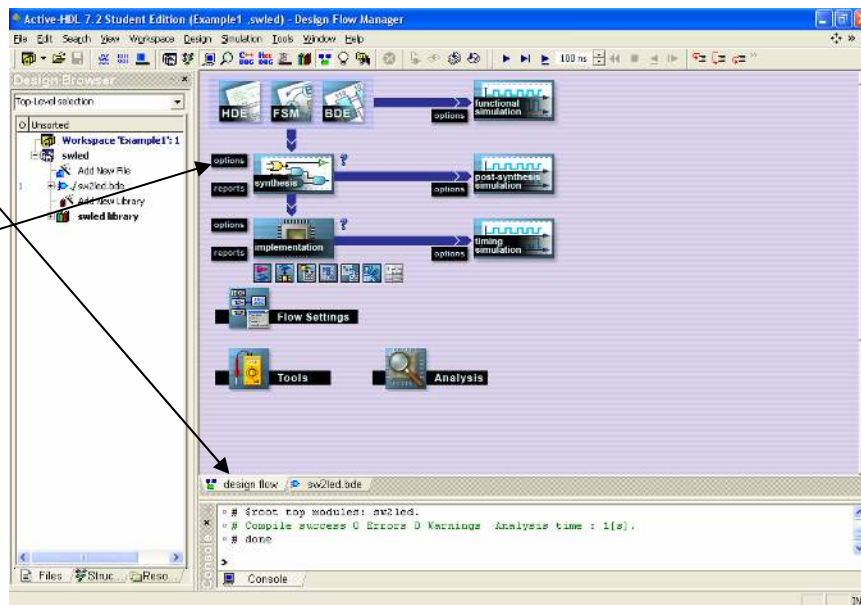 Active-HDL 7.2 Student Edition (Example1 ,swled) - Design Flow Manager
File Edit Search View Workspace Design Simulation Tools Window Help
100 ns
Design Browser
Top-Level selection
Unsorted
Workspace 'Example1': 1
swled
Add New File
./sw2led.bde
Add New Library
swled library
Files
Struc...
Reso...
HDE
FSM
BDE
options
functional simulation
options
synthesis
reports
options
post-synthesis simulation
options
implementation
reports
options
timing simulation
Flow Settings
Tools
Analysis
design flow
sw2led.bde
# $root top modules: sw2led.
# Compile success 0 Errors 0 Warnings Analysis time : 1[s].
# done
>
Console
Console